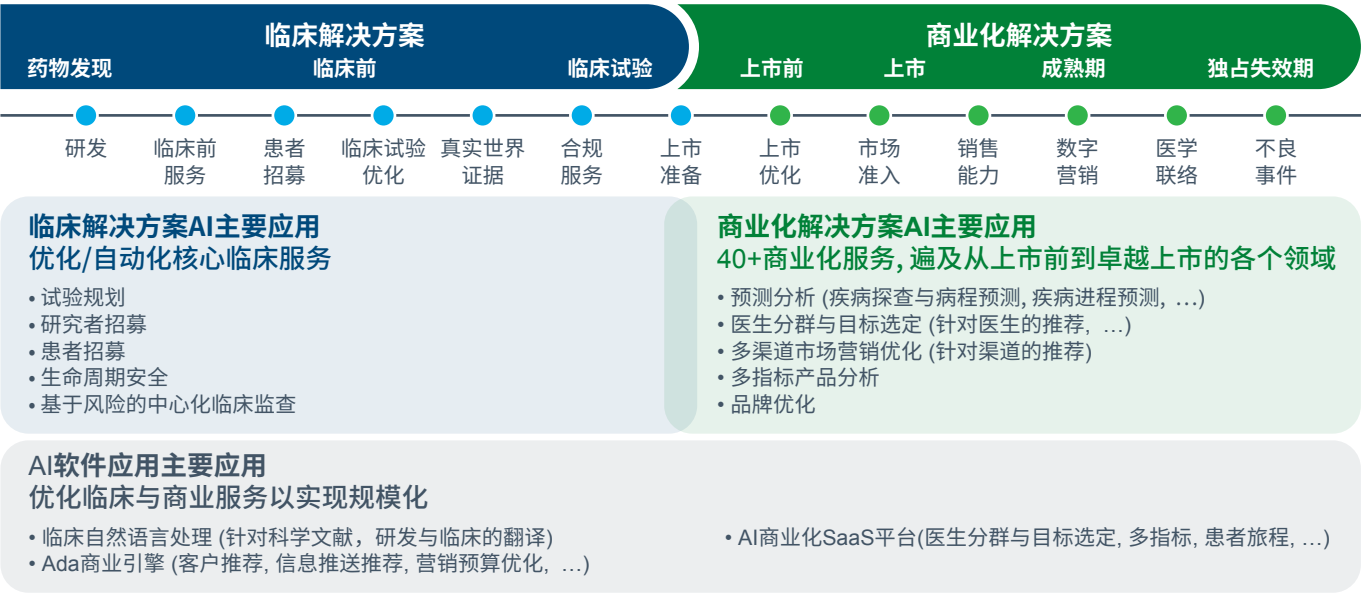 临床解决方案
商业化解决方案
药物发现
临床前
临床试验
上市前
上市
成熟期
独占失效期
研发
临床前
服务
患者
招募
临床试验
优化
真实世界
证据
合规
服务
上市
准备
上市
优化
市场
准入
销售
能力
数字
营销
医学
联络
不良
事件
临床解决方案AI主要应用
优化/自动化核心临床服务
• 试验规划
• 研究者招募
• 患者招募
• 生命周期安全
• 基于风险的中心化临床监查
商业化解决方案AI主要应用
40+商业化服务, 遍及从上市前到卓越上市的各个领域
• 预测分析 (疾病探查与病程预测, 疾病进程预测, …)
• 医生分群与目标选定 (针对医生的推荐, …)
• 多渠道市场营销优化 (针对渠道的推荐)
• 多指标产品分析
• 品牌优化
AI软件应用主要应用
优化临床与商业服务以实现规模化
• 临床自然语言处理 (针对科学文献，研发与临床的翻译)
• Ada商业引擎 (客户推荐, 信息推送推荐, 营销预算优化, …)
• AI商业化SaaS平台(医生分群与目标选定, 多指标, 患者旅程, …)